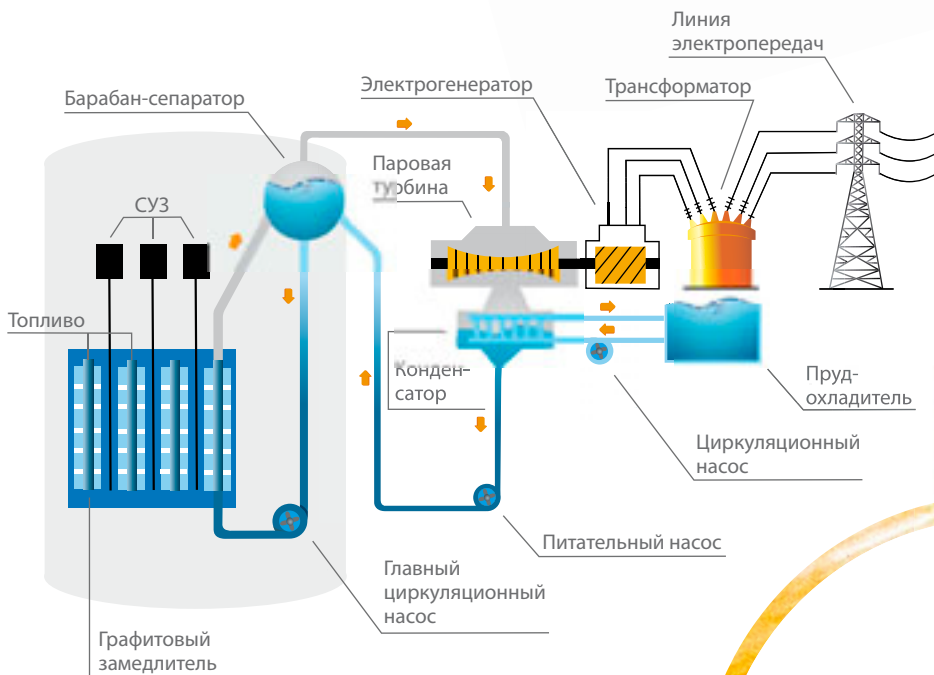 Линия
электропередач
Электрогенератор
Трансформатор
Барабан-сепаратор
Паровая
турбина
СУЗ
Топливо
Конден-
сатор
Пруд-
охладитель
Циркуляционный
насос
Питательный насос
Главный
циркуляционный
насос
Графитовый
замедлитель